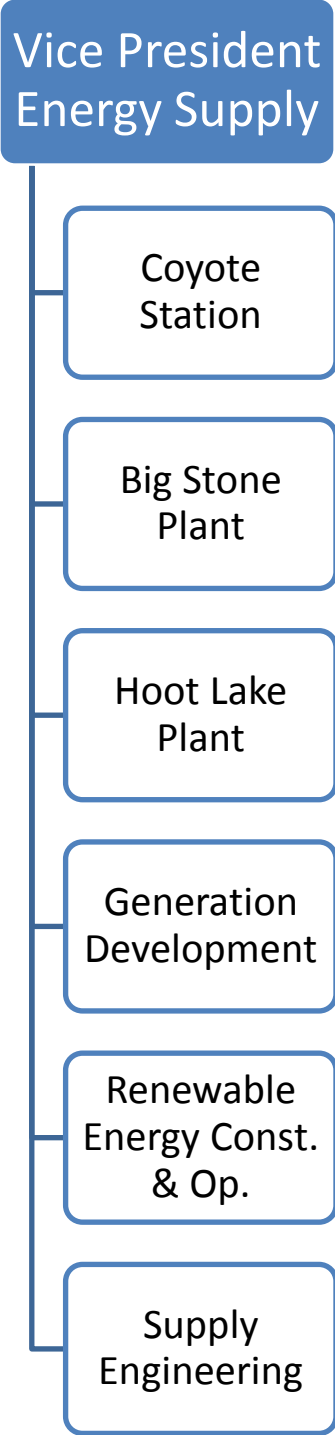 Vice President
Energy Supply
Coyote
Station
Big Stone
Plant
Hoot Lake
Plant
Generation
Development
Renewable
Energy Const.
& Op.
Supply
Engineering